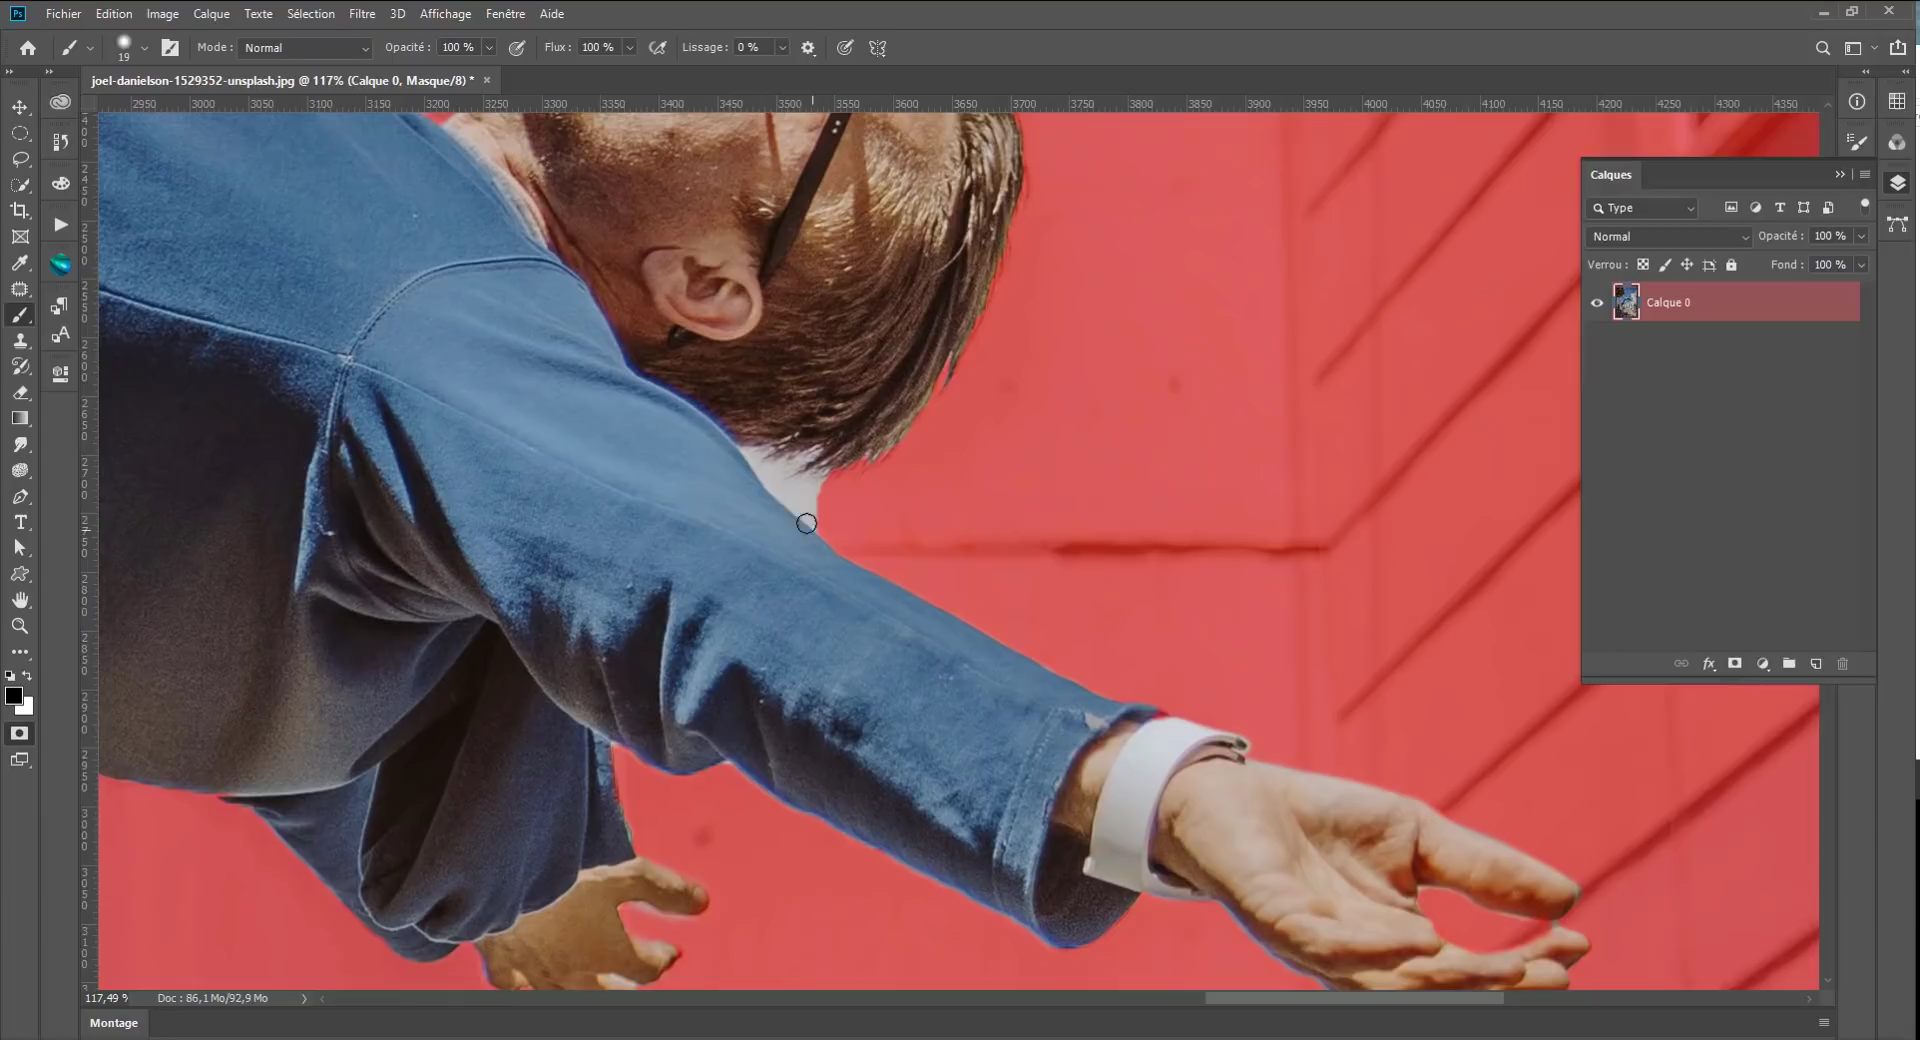 Ps Fichier Edition Image Calque Texte Sélection Filtre 3D Affichage Fenêtre Aide
19 Mode : Normal Opacité : 100 % Flux : 100 % Lissage : 0 %
joel-danielson-1529352-unsplash.jpg @ 117% (Calque 0, Masque/8) * ×
2950 3000 3050 3100 3150 3200 3250 3300 3350 3400 3450 3500 3550 3600 3650 3700 3750 3800 3850 3900 3950 4000 4050 4100 4150 4200 4250 4300 4350
Calques
Type
Normal Opacité : 100 %
Verrou : Fond : 100 %
Calque 0
fx
117,49 % Doc : 86,1 Mo/92,9 Mo
Montage